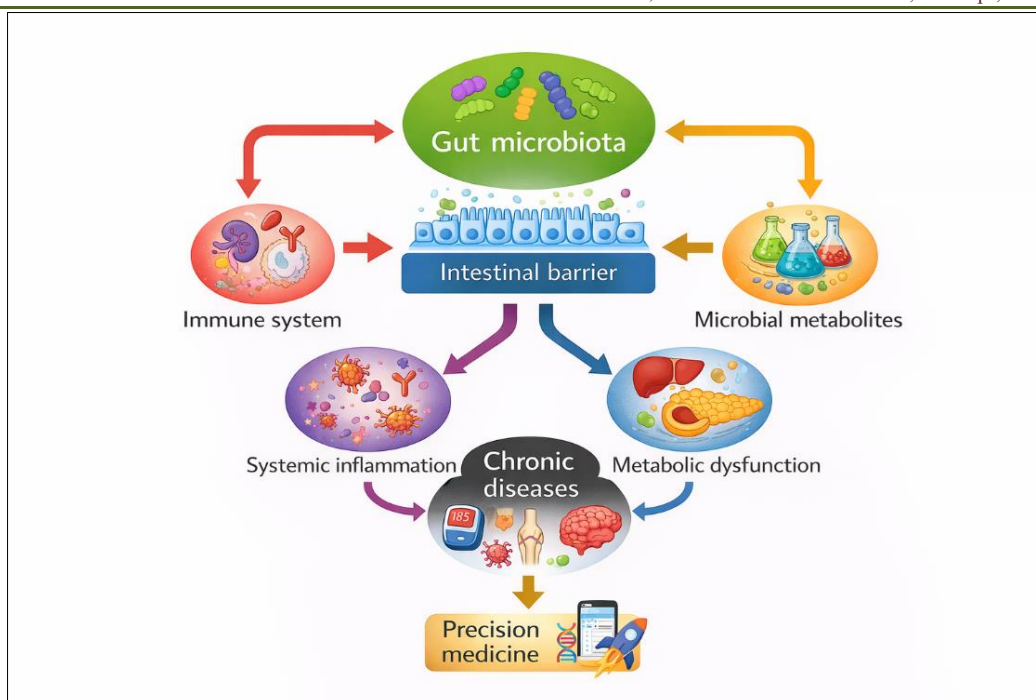 Gut microbiota
Intestinal barrier
Immune system
Microbial metabolites
Systemic inflammation
Chronic
diseases
Metabolic dysfunction
185
Precision
medicine